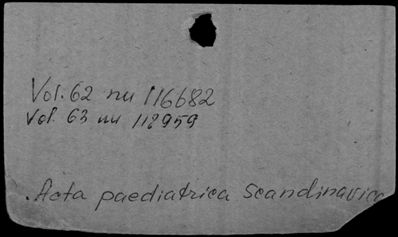 Vol. 62 nu 116682
Vol. 63 nu 118959
Acta paediatrica Scandinavica